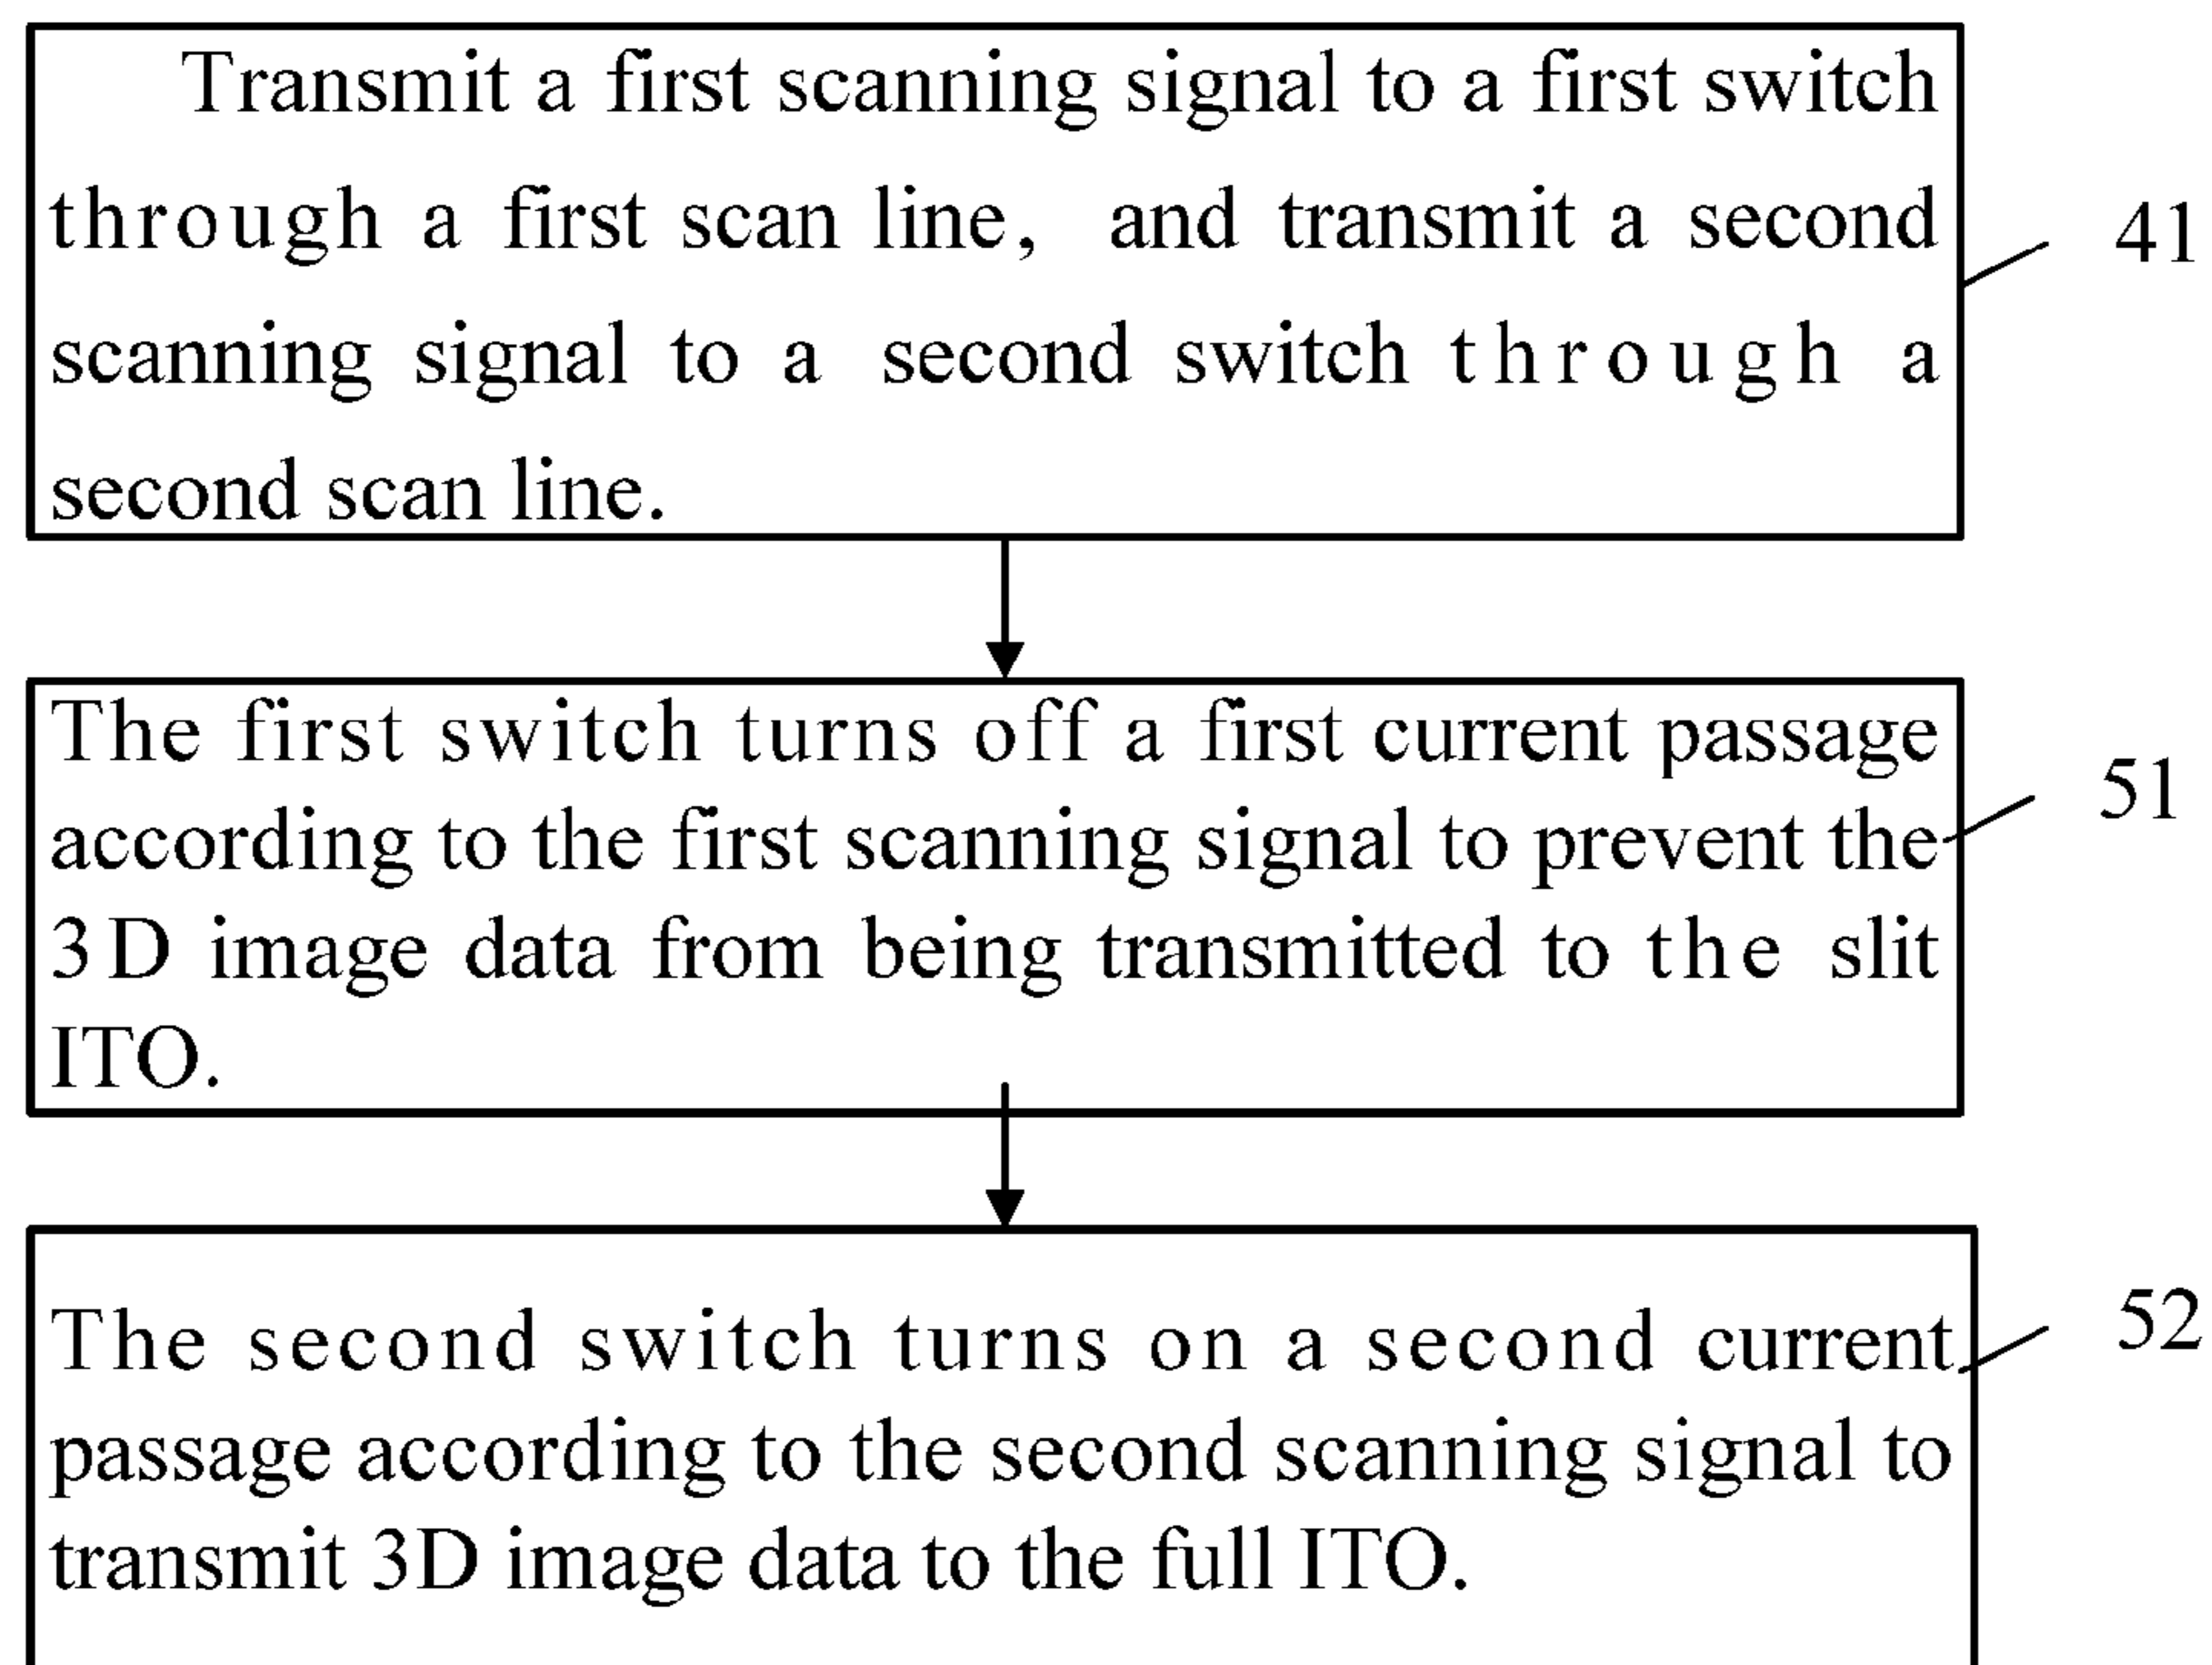 Transmit a first scanning signal to a first switch
through a first scan line, and transmit a second
scanning signal to a second switch through a
second scan line.
41
The first switch turns off a first current passage
according to the first scanning signal to prevent the
3D image data from being transmitted to the slit
ITO.
51
The second switch turns on a second current
passage according to the second scanning signal to
transmit 3D image data to the full ITO.
52